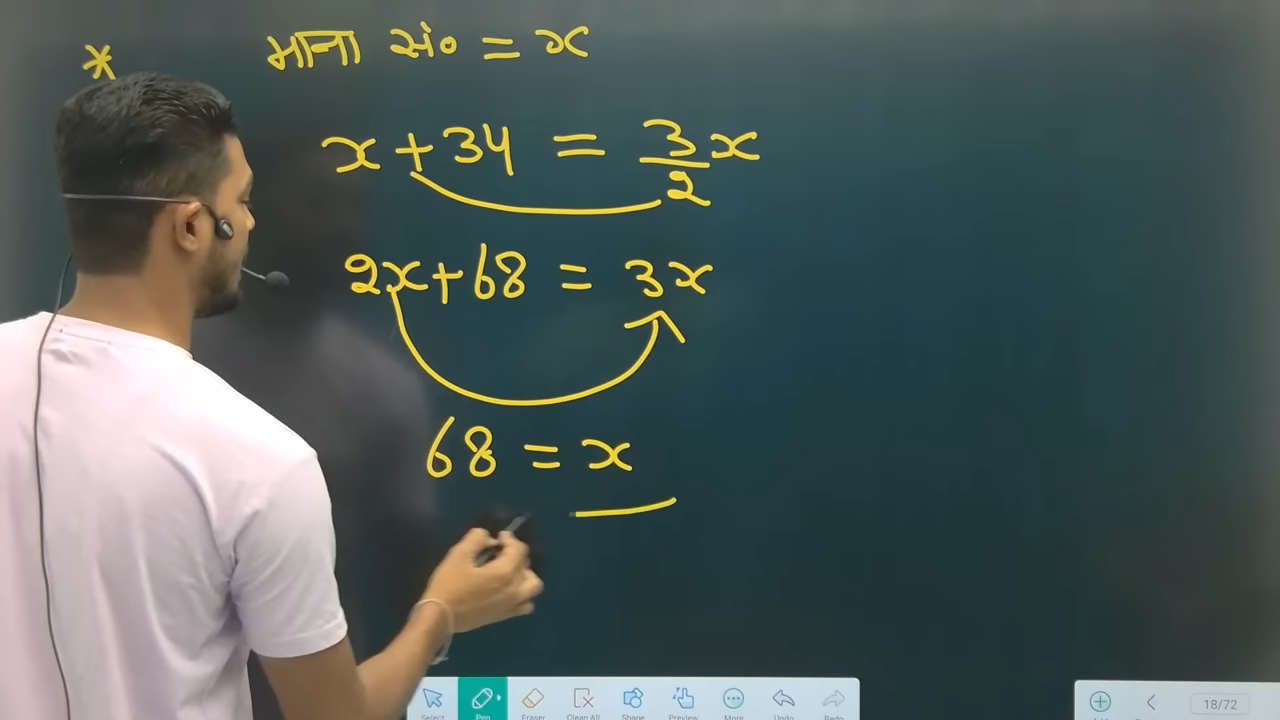 * माना सं० = x
x + 34 = 3/2 x
2x + 68 = 3x
68 = x
Select Pen Eraser Clean All Shape Preview More Undo Redo
18/72